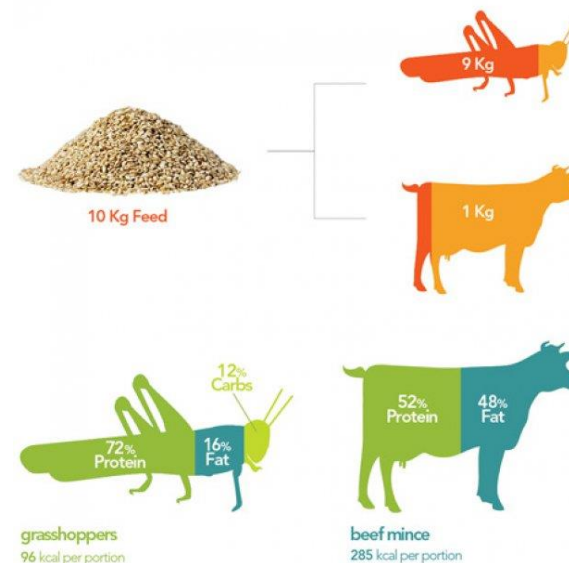 9 Kg
10 Kg Feed
1 Kg
12%
Carbs
72%
Protein
16%
Fat
52%
Protein
48%
Fat
grasshoppers
96 kcal per portion
beef mince
285 kcal per portion